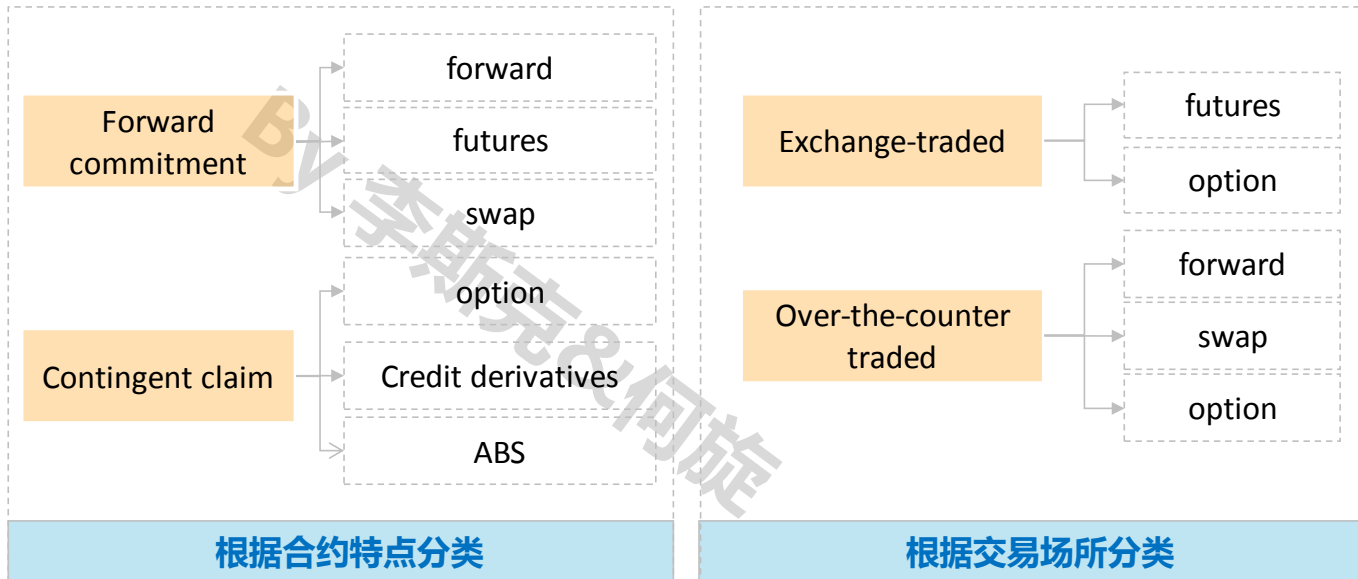 Forward
commitment
forward
futures
swap
Contingent claim
option
Credit derivatives
ABS
根据合约特点分类
Exchange-traded
futures
option
Over-the-counter
traded
forward
swap
option
根据交易场所分类
By 李斯克&何旋